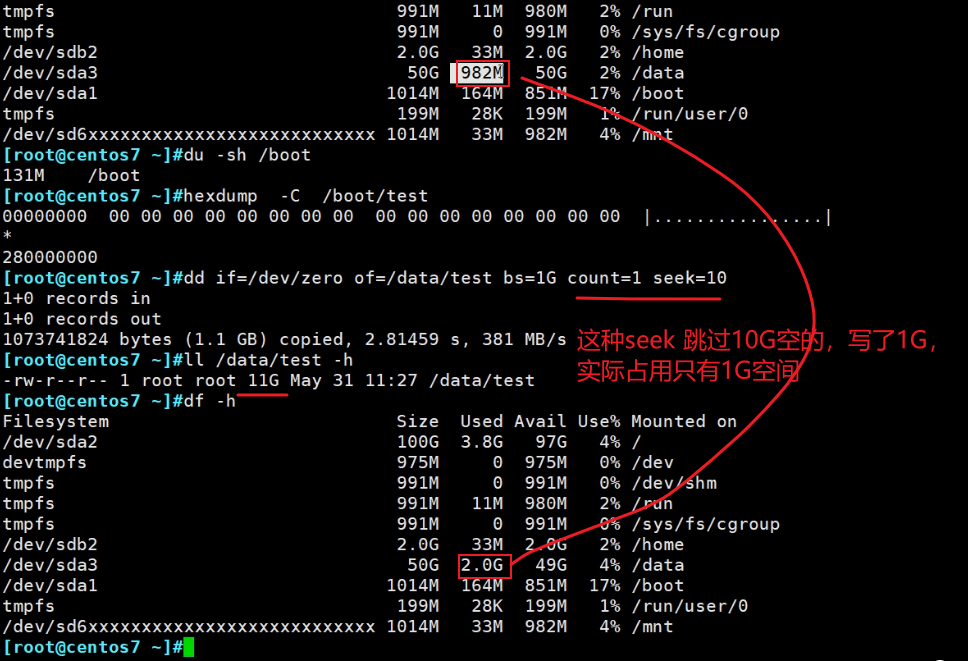 tmpfs 991M 11M 980M 2% /run
tmpfs 991M 0 991M 0% /sys/fs/cgroup
/dev/sdb2 2.0G 33M 2.0G 2% /home
/dev/sda3 50G 982M 50G 2% /data
/dev/sda1 1014M 164M 851M 17% /boot
tmpfs 199M 28K 199M 1% /run/user/0
/dev/sd6xxxxxxxxxxxxxxxxxxxxxxxxxxx 1014M 33M 982M 4% /mnt
[root@centos7 ~]#du -sh /boot
131M /boot
[root@centos7 ~]#hexdump -C /boot/test
00000000 00 00 00 00 00 00 00 00 00 00 00 00 00 00 00 00 |................|
*
280000000
[root@centos7 ~]#dd if=/dev/zero of=/data/test bs=1G count=1 seek=10
1+0 records in
1+0 records out
1073741824 bytes (1.1 GB) copied, 2.81459 s, 381 MB/s
这种seek 跳过10G空的，写了1G，
实际占用只有1G空间
[root@centos7 ~]#ll /data/test -h
-rw-r--r-- 1 root root 11G May 31 11:27 /data/test
[root@centos7 ~]#df -h
Filesystem Size Used Avail Use% Mounted on
/dev/sda2 100G 3.8G 97G 4% /
devtmpfs 975M 0 975M 0% /dev
tmpfs 991M 0 991M 0% /dev/shm
tmpfs 991M 11M 980M 2% /run
tmpfs 991M 0 991M 0% /sys/fs/cgroup
/dev/sdb2 2.0G 33M 2.0G 2% /home
/dev/sda3 50G 2.0G 49G 4% /data
/dev/sda1 1014M 164M 851M 17% /boot
tmpfs 199M 28K 199M 1% /run/user/0
/dev/sd6xxxxxxxxxxxxxxxxxxxxxxxxxxx 1014M 33M 982M 4% /mnt
[root@centos7 ~]#